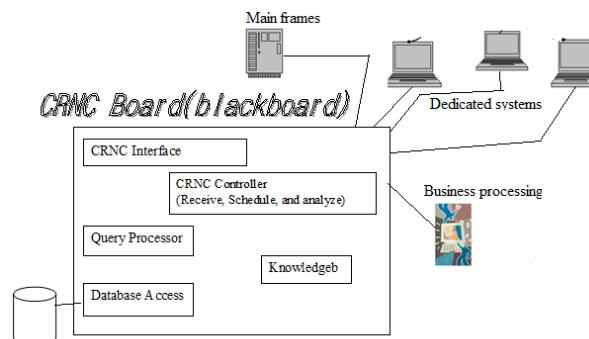 Main frames
Dedicated systems
CRNC Board(blackboard)
CRNC Interface
CRNC Controller
(Receive, Schedule, and analyze)
Business processing
Query Processor
Knowledgeb
Database Access